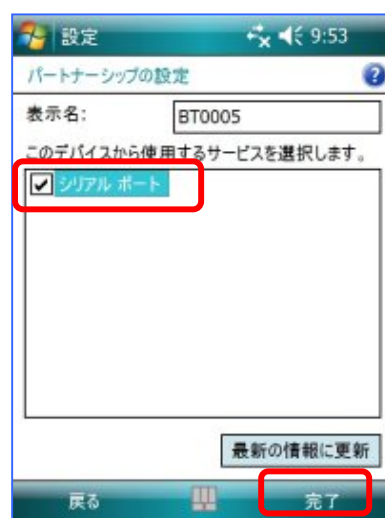 設定 9:53
パートナーシップの設定 ?
表示名: BT0005
このデバイスから使用するサービスを選択します。
シリアル ポート
最新の情報に更新
戻る 完了